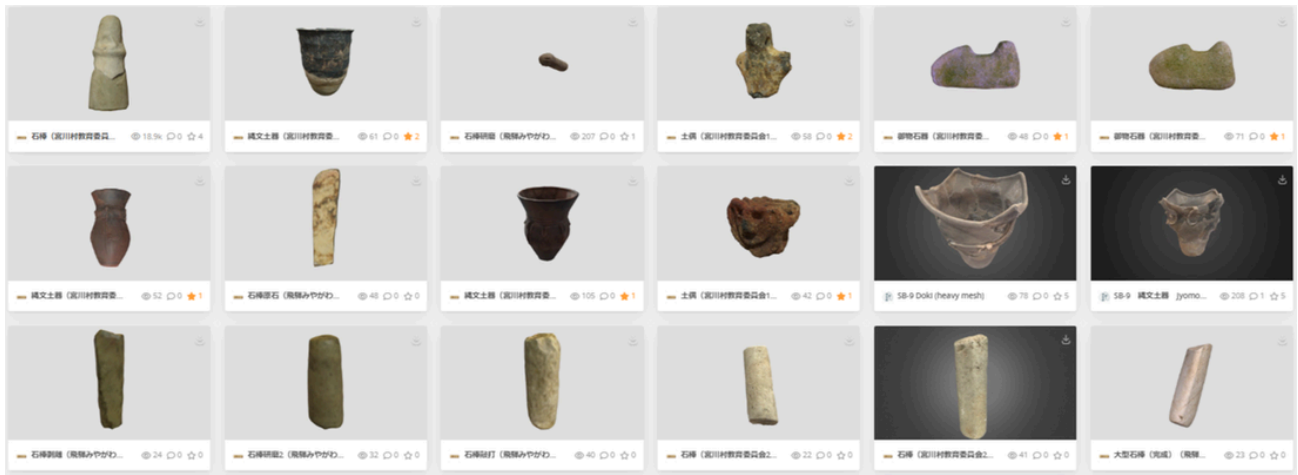 石棒（宮川村教育委員... 18.9k 0 4
縄文土器（宮川村教育委... 61 0 2
石棒研磨（飛騨みやがわ... 207 0 1
土偶（宮川村教育委員会1... 58 0 2
御物石器（宮川村教育委... 48 0 1
御物石器（宮川村教育委... 71 0 1
縄文土器（宮川村教育委... 52 0 1
石棒原石（飛騨みやがわ... 48 0 0
縄文土器（宮川村教育委... 105 0 1
土偶（宮川村教育委員会1... 42 0 1
SB-9 Doki (heavy mesh) 78 0 5
SB-9 縄文土器 Jyomo... 208 1 5
石棒剥離（飛騨みやがわ... 24 0 0
石棒研磨2（飛騨みやがわ... 32 0 0
石棒敲打（飛騨みやがわ... 40 0 0
石棒（宮川村教育委員会2... 22 0 0
石棒（宮川村教育委員会2... 41 0 0
大型石棒（完成）（飛騨... 23 0 0